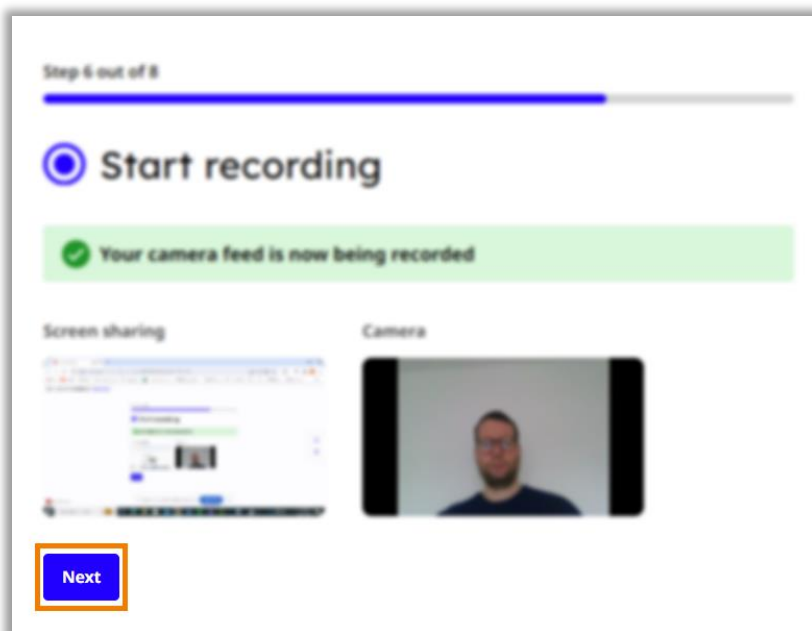 Step 6 out of 8
Start recording
Your camera feed is now being recorded
Screen sharing
Camera
Next